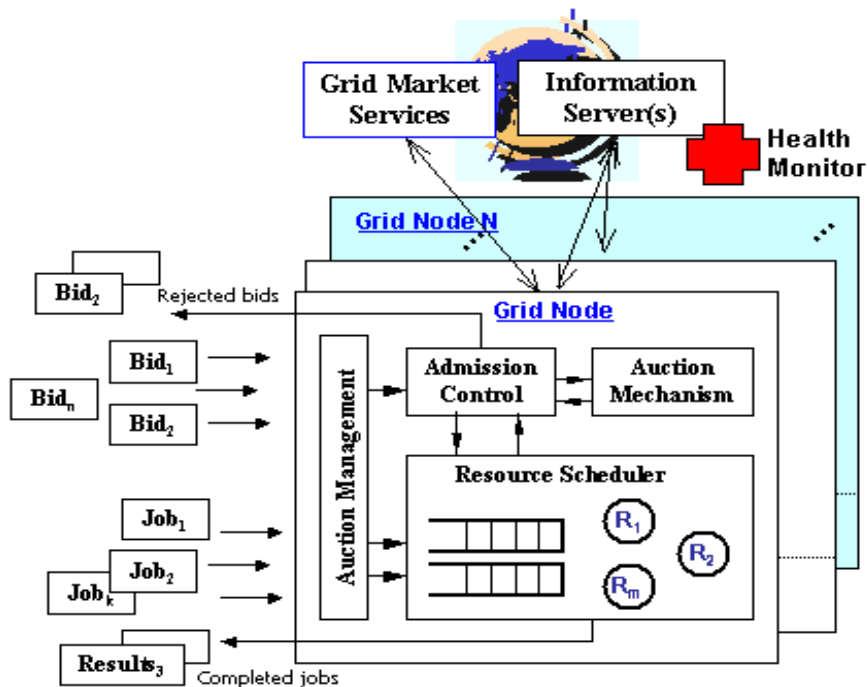 Grid Market
Services
Information
Server(s)
Health
Monitor
Grid Node N
Bid2
Rejected bids
Grid Node
Bid1
Bidn
Bid2
Admission
Control
Auction
Mechanism
Auction Management
Resource Scheduler
Job1
Job2
Jobk
R1
R2
Rm
Results3
Completed jobs